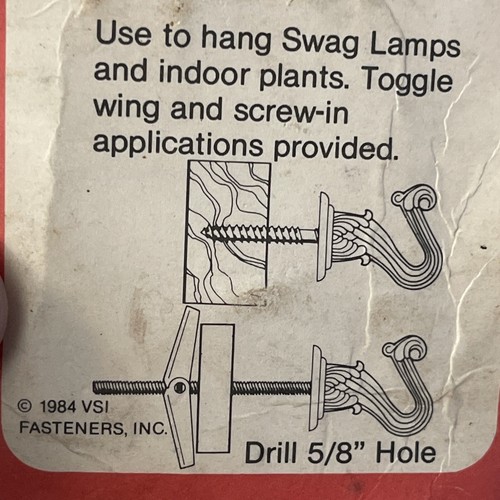 Use to hang Swag Lamps
and indoor plants. Toggle
wing and screw-in
applications provided.
© 1984 VSI
FASTENERS, INC.
Drill 5/8” Hole